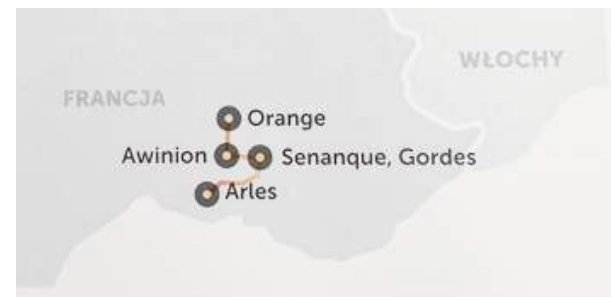 WŁOCHY
FRANCJA
Orange
Awinion
Senanque, Gordes
Arles